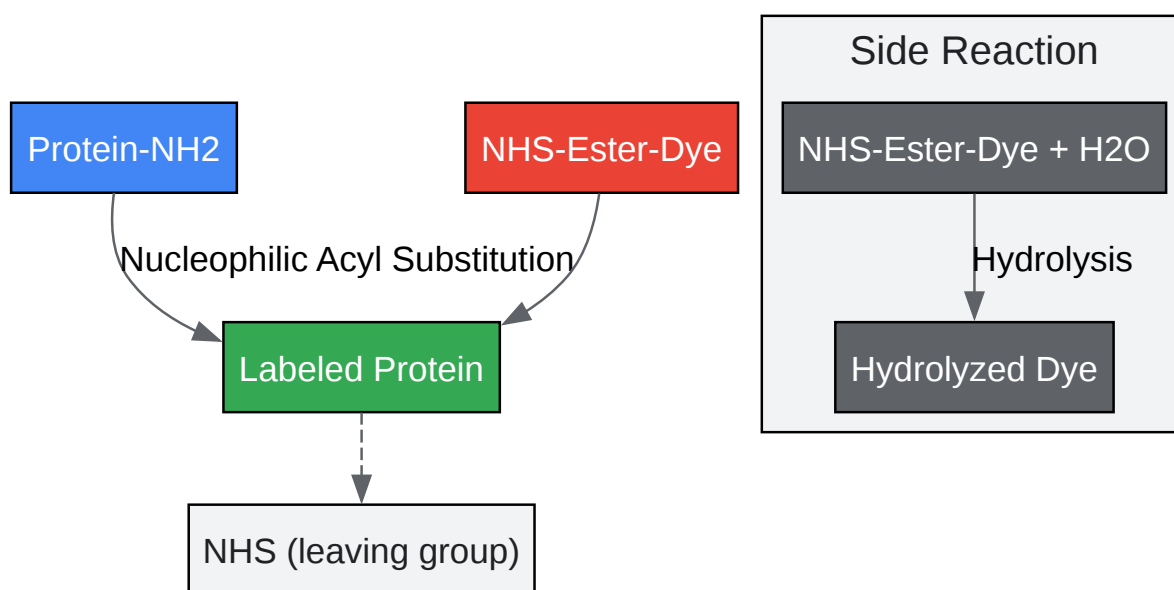 Side Reaction
Protein-NH2
NHS-Ester-Dye
NHS-Ester-Dye + H2O
Nucleophilic Acyl Substitution
Hydrolysis
Labeled Protein
Hydrolyzed Dye
NHS (leaving group)